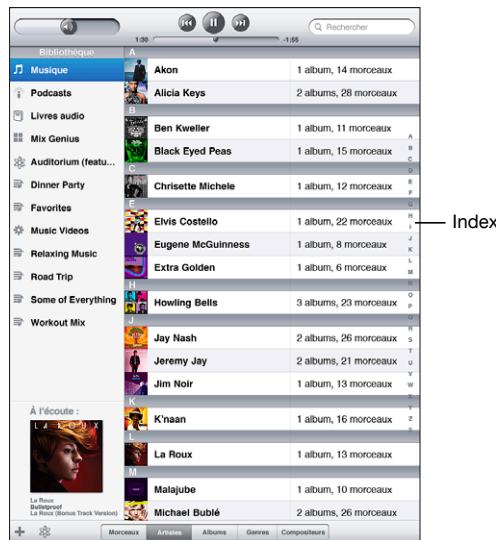 Rechercher
1:30
-1:55
Bibliothèque
Musique
Podcasts
Livres audio
Mix Genius
Auditorium (featu...
Dinner Party
Favorites
Music Videos
Relaxing Music
Road Trip
Some of Everything
Workout Mix
À l'écoute :
LA ROUX
La Roux
Bulletproof
La Roux (Bonus Track Version)
A
Akon 1 album, 14 morceaux
Alicia Keys 2 albums, 28 morceaux
B
Ben Kweller 1 album, 11 morceaux
Black Eyed Peas 1 album, 15 morceaux
C
Chrisette Michele 1 album, 12 morceaux
E
Elvis Costello 1 album, 22 morceaux
Eugene McGuinness 1 album, 8 morceaux
Extra Golden 1 album, 6 morceaux
H
Howling Bells 3 albums, 23 morceaux
J
Jay Nash 2 albums, 26 morceaux
Jeremy Jay 2 albums, 21 morceaux
Jim Noir 1 album, 13 morceaux
K
K'naan 1 album, 16 morceaux
L
La Roux 1 album, 13 morceaux
M
Malajube 1 album, 10 morceaux
Michael Bublé 2 albums, 26 morceaux
A
B
C
D
E
F
G
H
I
J
K
L
M
N
O
P
Q
R
S
T
U
V
W
X
Y
Z
Index
Morceaux Artistes Albums Genres Compositeurs